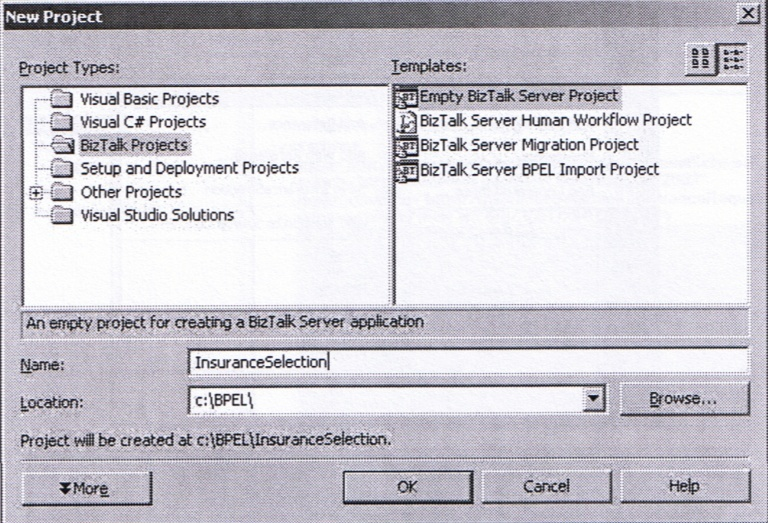 New Project
Project Types:
Templates:
Visual Basic Projects
Visual C# Projects
BizTalk Projects
Setup and Deployment Projects
Other Projects
Visual Studio Solutions
Empty BizTalk Server Project
BizTalk Server Human Workflow Project
BizTalk Server Migration Project
BizTalk Server BPEL Import Project
An empty project for creating a BizTalk Server application
Name:
InsuranceSelection
Location:
c:\BPEL\
Browse...
Project will be created at c:\BPEL\InsuranceSelection.
More
OK
Cancel
Help